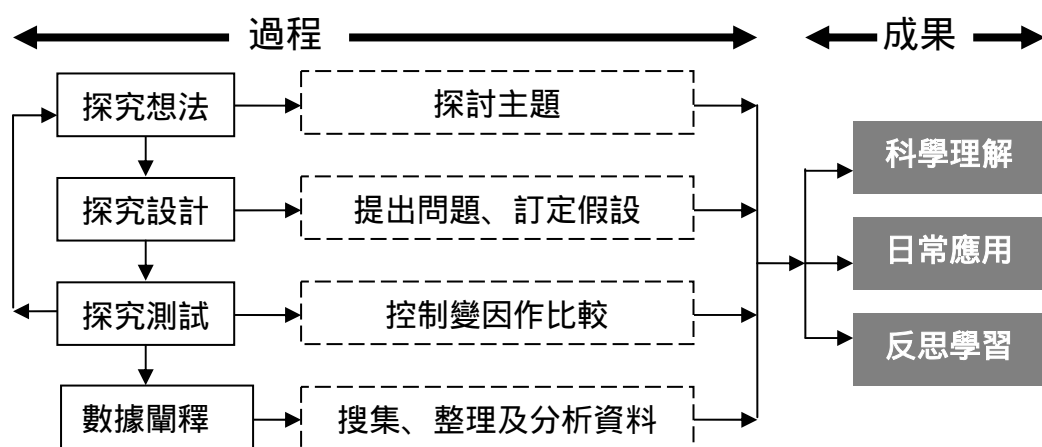 過程
成果
探究想法
探討主題
科學理解
探究設計
提出問題、訂定假設
日常應用
探究測試
控制變因作比較
反思學習
數據闡釋
搜集、整理及分析資料